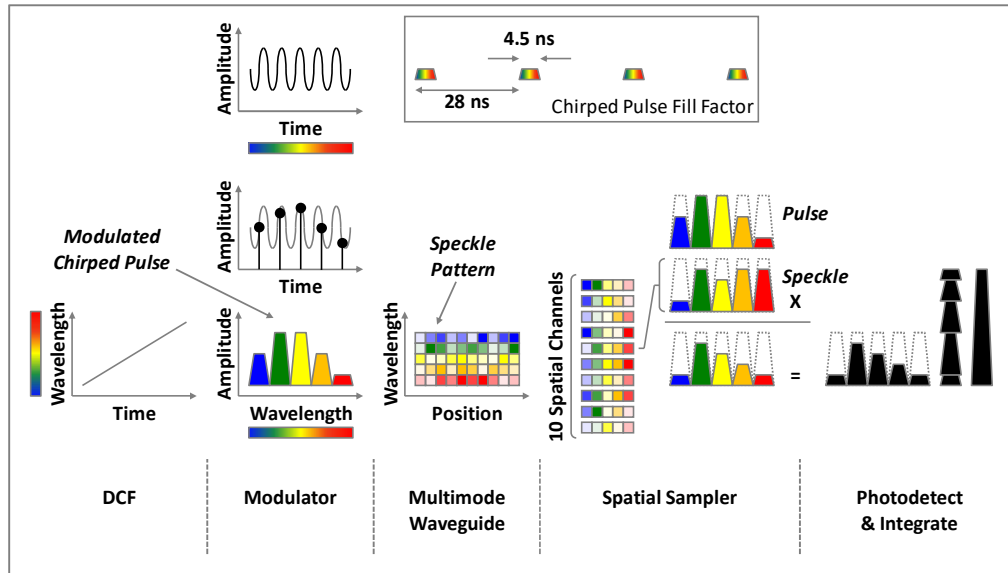 Amplitude
Time
4.5 ns
28 ns
Chirped Pulse Fill Factor
Amplitude
Time
Modulated
Chirped Pulse
Speckle
Pattern
Pulse
Speckle
X
=
Wavelength
Time
Amplitude
Wavelength
Wavelength
Position
10 Spatial Channels
DCF
Modulator
Multimode
Waveguide
Spatial Sampler
Photodetect
& Integrate